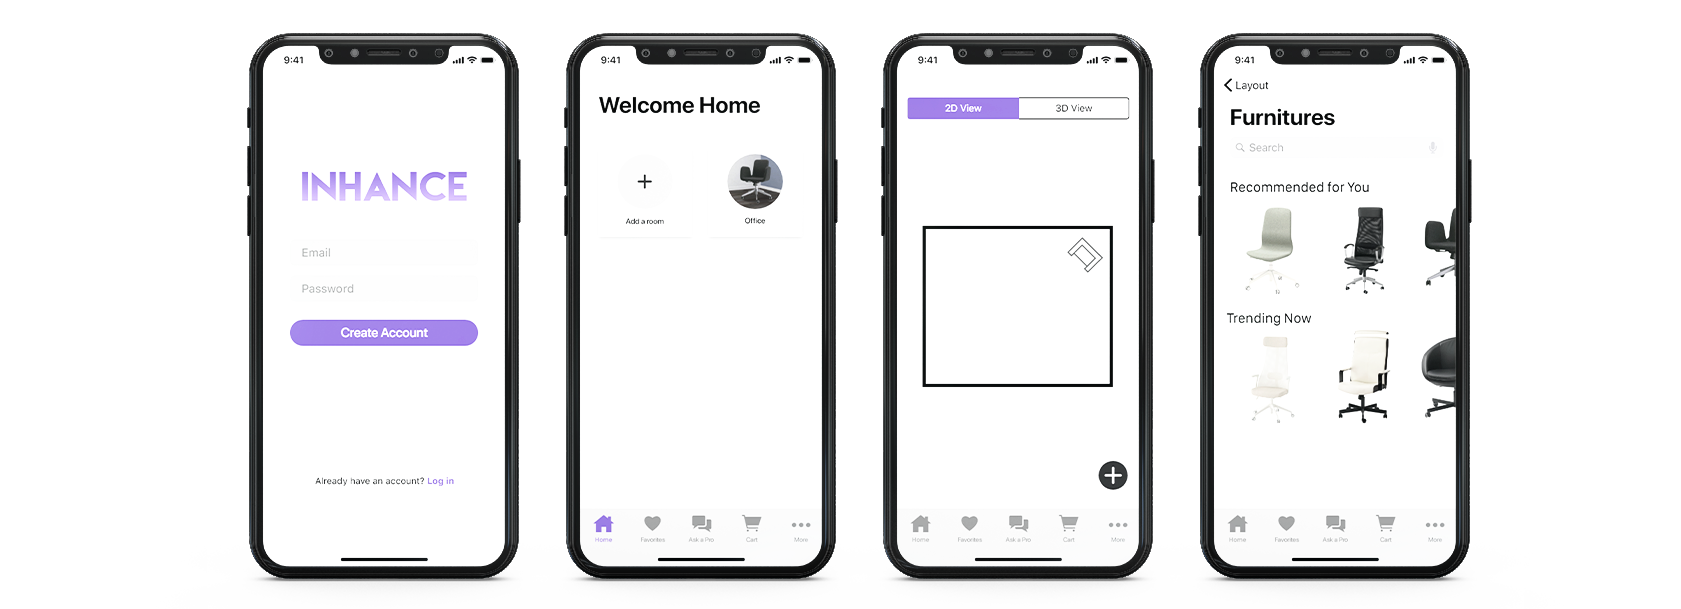 9:41
INHANCE
Email
Password
Create Account
Already have an account? Log in
9:41
Welcome Home
Add a room
Office
Home
Favorites
Ask a Pro
Cart
More
9:41
2D View
3D View
Home
Favorites
Ask a Pro
Cart
More
9:41
Layout
Furnitures
Search
Recommended for You
Trending Now
Home
Favorites
Ask a Pro
Cart
More